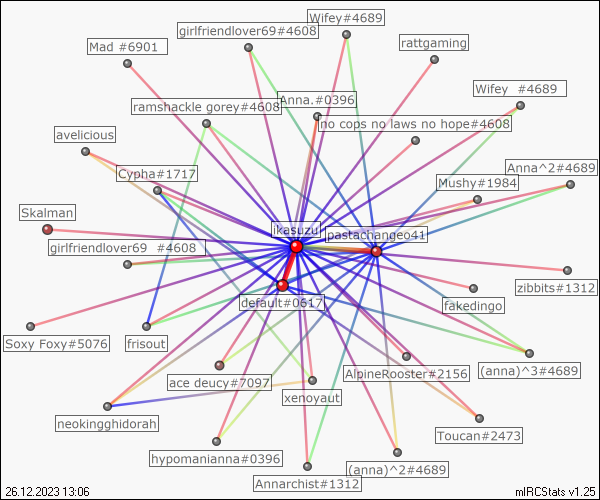 Wifey#4689
girlfriendlover69#4608
Mad #6901
rattgaming
Wifey  #4689
Anna.#0396
ramshackle gorey#4608
no cops no laws no hope#4608
avelicious
Anna^2#4689
Cypha#1717
Mushy#1984
Skalman
ikasuzu
pastachangeo41
girlfriendlover69  #4608
zibbits#1312
default#0617
fakedingo
Soxy Foxy#5076
frisout
AlpineRooster#2156
(anna)^3#4689
ace deucy#7097
xenoyaut
neokingghidorah
Toucan#2473
hypomanianna#0396
(anna)^2#4689
Annarchist#1312
26.12.2023 13:06
mIRCStats v1.25